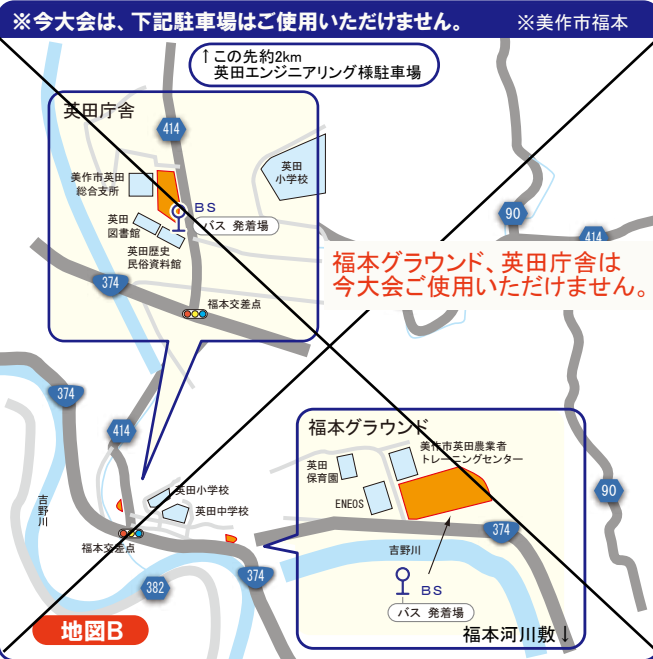 ※今大会は、下記駐車場はご使用いただけません。
※美作市福本
↑この先約2km
英田エンジニアリング様駐車場
英田庁舎
414
美作市英田
総合支所
英田
小学校
BS
バス 発着場
英田
図書館
英田歴史
民俗資料館
374
福本交差点
90
414
福本グラウンド、英田庁舎は
今大会ご使用いただけません。
374
414
福本グラウンド
美作市英田農業者
トレーニングセンター
英田
保育園
ENEOS
374
90
吉野川
英田小学校
英田中学校
福本交差点
吉野川
374
382
BS
バス 発着場
地図B
福本河川敷↓